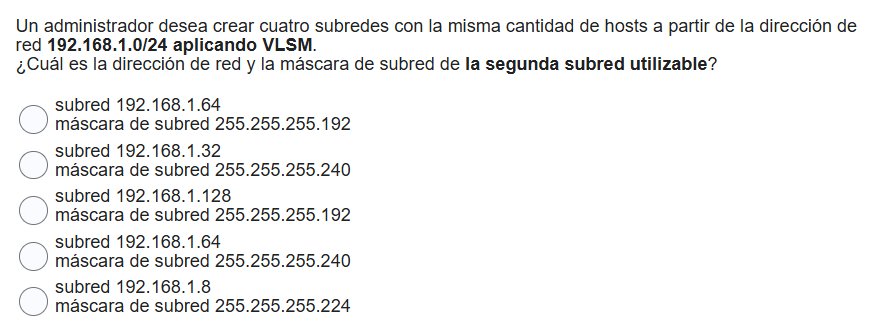 Un administrador desea crear cuatro subredes con la misma cantidad de hosts a partir de la dirección de
red 192.168.1.0/24 aplicando VLSM.
¿Cuál es la dirección de red y la máscara de subred de la segunda subred utilizable?
subred 192.168.1.64
máscara de subred 255.255.255.192
subred 192.168.1.32
máscara de subred 255.255.255.240
subred 192.168.1.128
máscara de subred 255.255.255.192
subred 192.168.1.64
máscara de subred 255.255.255.240
subred 192.168.1.8
máscara de subred 255.255.255.224